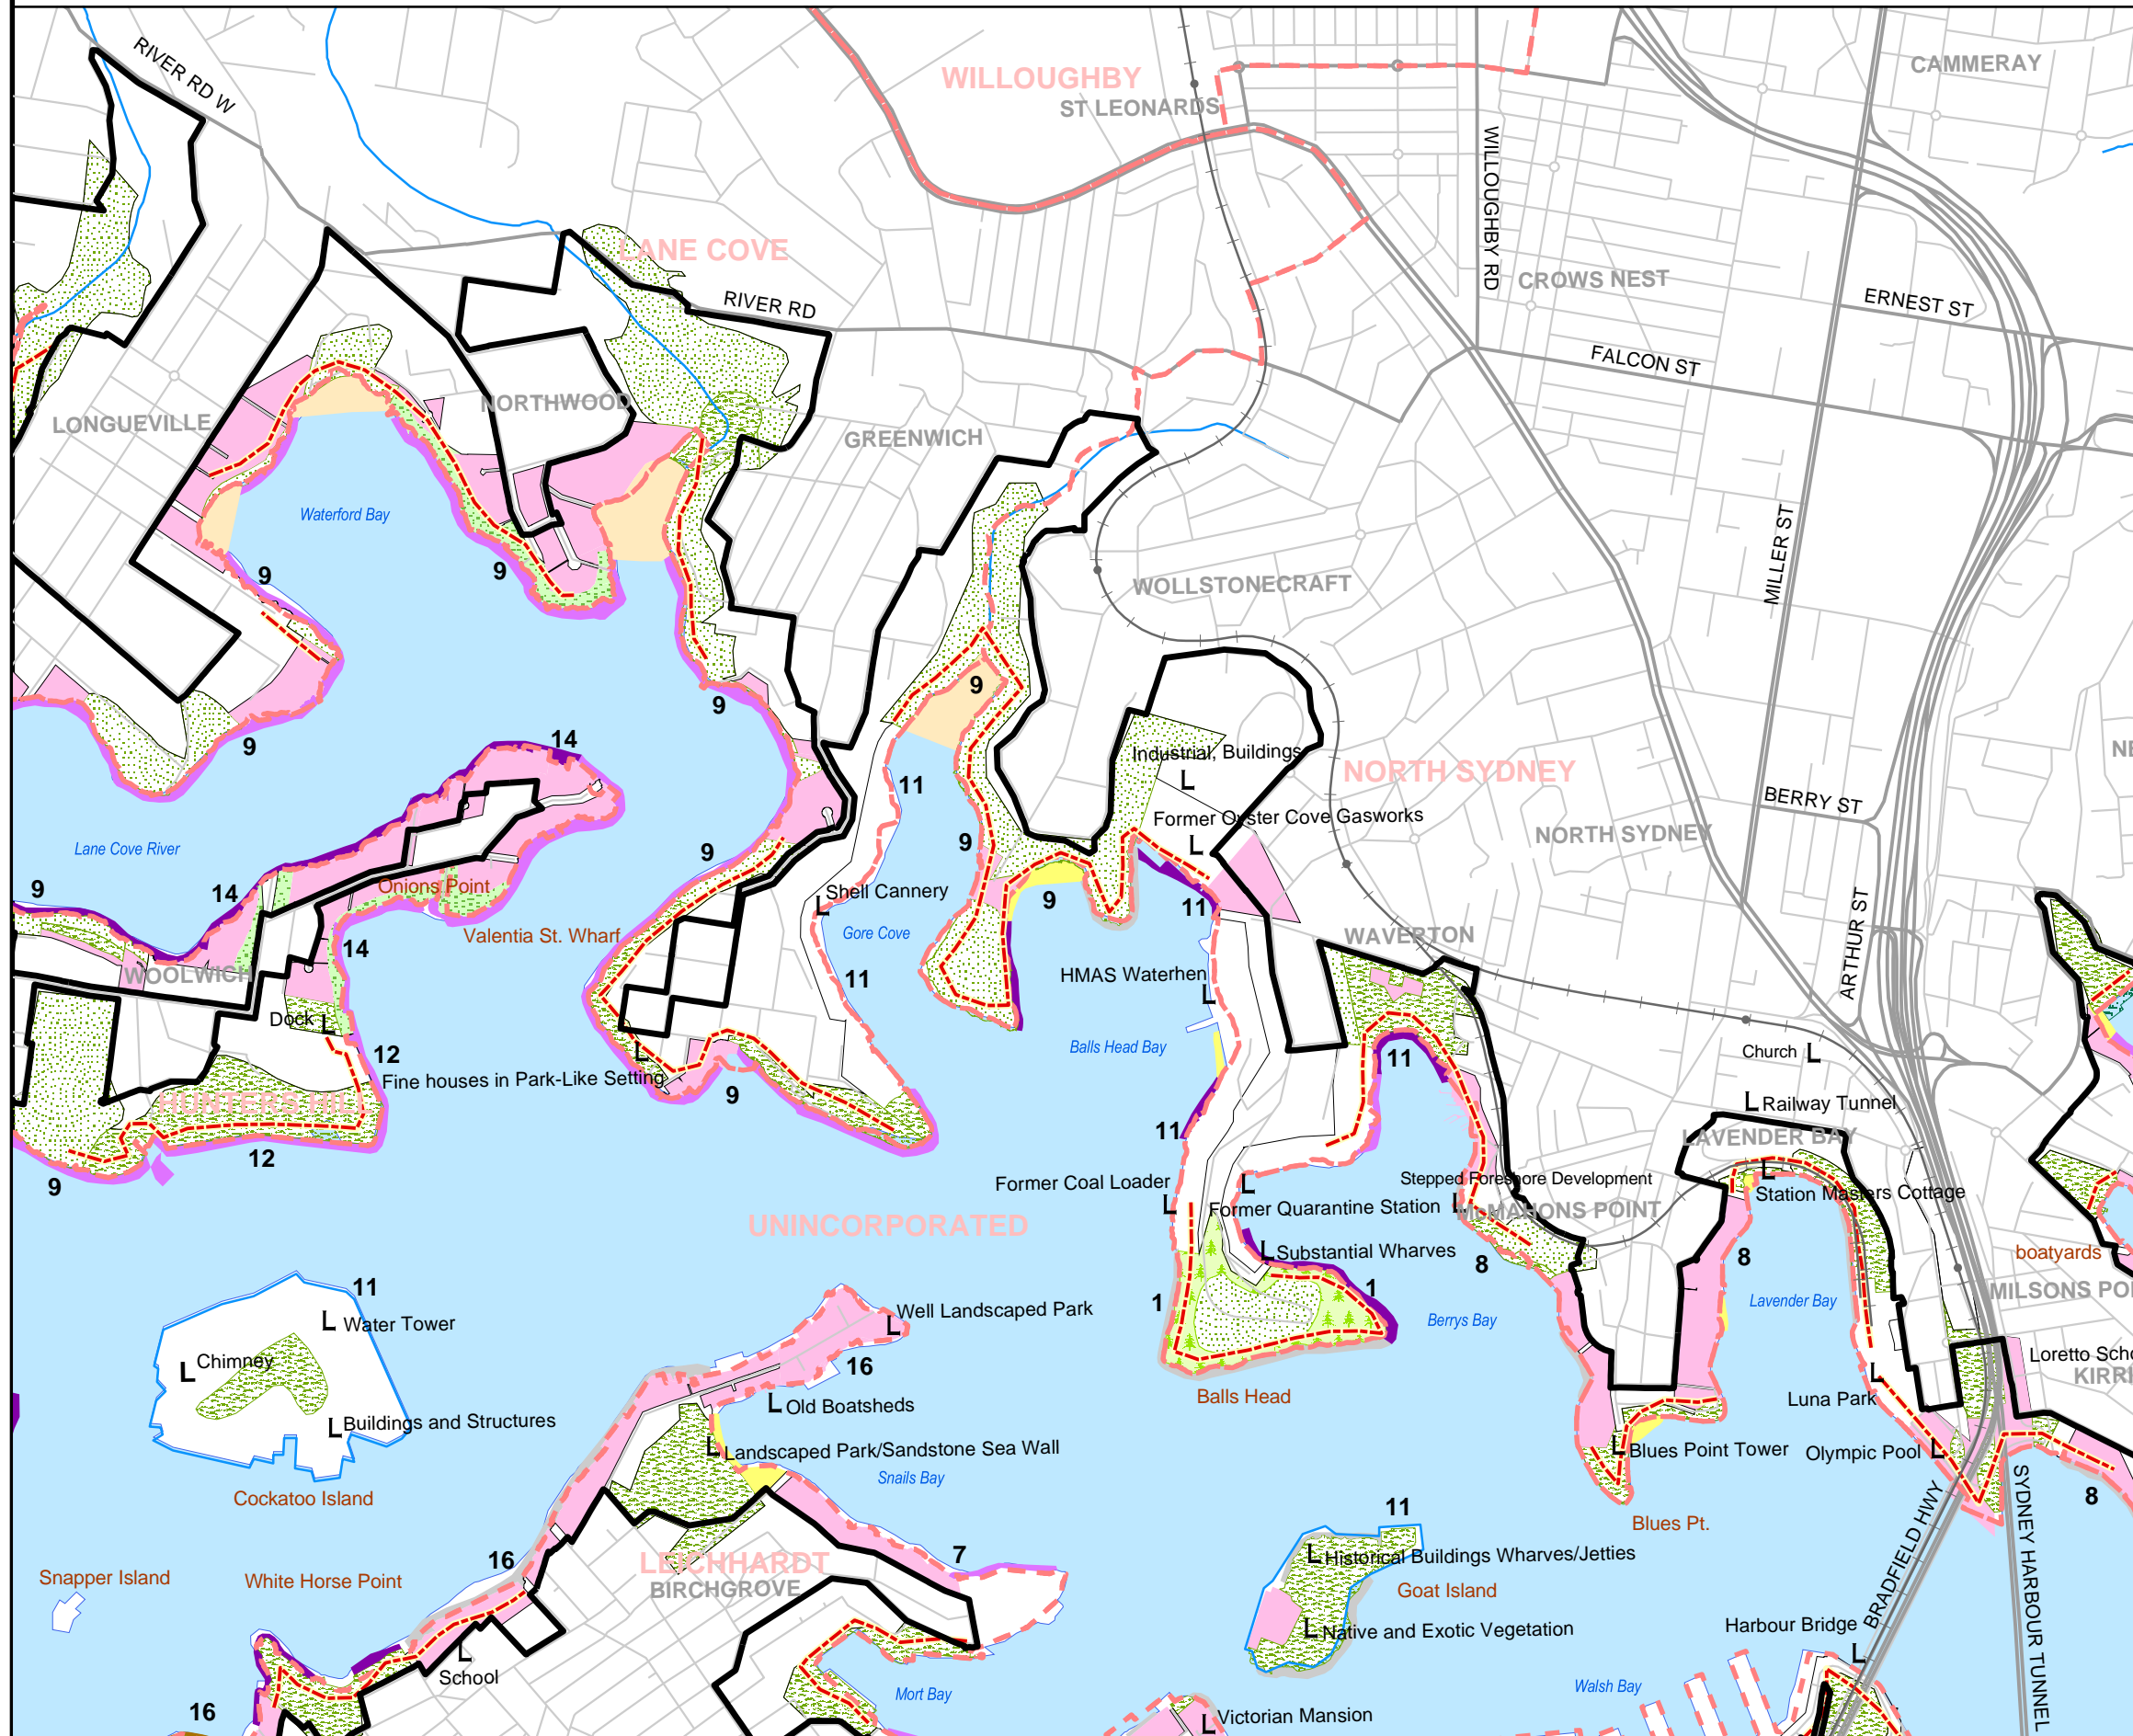 RIVER RD W
WILLOUGHBY
ST LEONARDS
CAMMERAY
WILLOUGHBY RD
LANE COVE
CROWS NEST
RIVER RD
ERNEST ST
FALCON ST
LONGUEVILLE
NORTHWOOD
GREENWICH
Waterford Bay
MILLER ST
9
9
WOLLSTONECRAFT
9
9
9
14
11
Industrial, Buildings
NORTH SYDNEY
BERRY ST
Former Oyster Cove Gasworks
NORTH SYDNEY
Lane Cove River
9
9
9
14
Onions Point
Shell Cannery
9
11
ARTHUR ST
Valentia St. Wharf
Gore Cove
WAVERTON
14
WOOLWICH
11
HMAS Waterhen
Dock
12
Balls Head Bay
11
Church
Fine houses in Park-Like Setting
9
HUNTERS HILL
Railway Tunnel
11
LAVENDER BAY
12
9
Former Coal Loader
Stepped Foreshore Development
Station Masters Cottage
Former Quarantine Station
McMAHONS POINT
UNINCORPORATED
Substantial Wharves
8
8
boatyards
11
1
1
Lavender Bay
MILSONS POI
Water Tower
Well Landscaped Park
Berrys Bay
Chimney
16
Loretto Scho
KIRRI
Balls Head
Luna Park
Old Boatsheds
Buildings and Structures
Landscaped Park/Sandstone Sea Wall
Blues Point Tower
Olympic Pool
Snails Bay
Cockatoo Island
8
11
Blues Pt.
BRADFIELD HWY
SYDNEY HARBOUR TUNNEL
16
LEICHHARDT
7
Historical Buildings Wharves/Jetties
Snapper Island
White Horse Point
BIRCHGROVE
Goat Island
Native and Exotic Vegetation
Harbour Bridge
School
Mort Bay
Walsh Bay
16
Victorian Mansion
NE